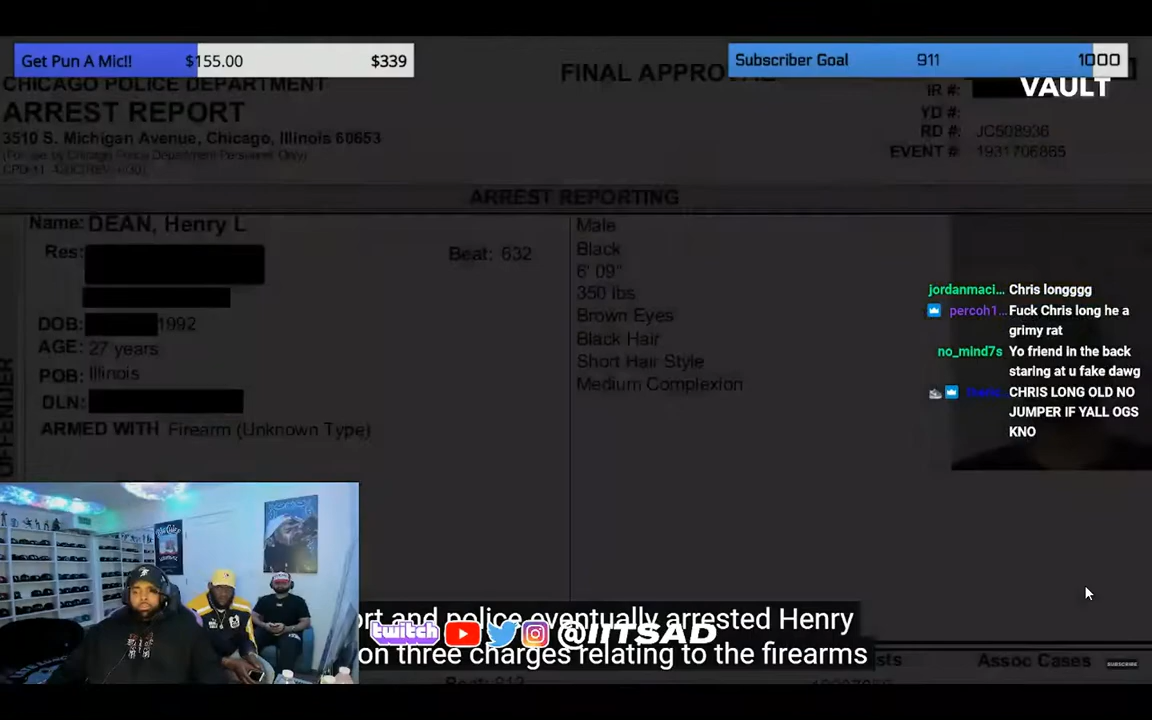 Get Pun A Mic!! $155.00 $339
Subscriber Goal 911 1000
CHICAGO POLICE DEPARTMENT
ARREST REPORT
3510 S. Michigan Avenue, Chicago, Illinois 60653
FINAL APPROVAL
VAULT
IR #:
YD #:
RD #: JC508936
EVENT #: 1931706865
ARREST REPORTING
OFFENDER
Name: DEAN, Henry L
Res:
Beat: 632
DOB: 1992
AGE: 27 years
POB: Illinois
DLN:
ARMED WITH Firearm (Unknown Type)
Male
Black
6' 09"
350 lbs
Brown Eyes
Black Hair
Short Hair Style
Medium Complexion
jordanmaci... Chris longggg
percoh1... Fuck Chris long he a
grimy rat
no_mind7s Yo friend in the back
staring at u fake dawg
CHRIS LONG OLD NO
JUMPER IF YALL OGS
KNO
ort and police eventually arrested Henry
on three charges relating to the firearms
twitch @IITSAD
Assoc Cases
SUBSCRIBE